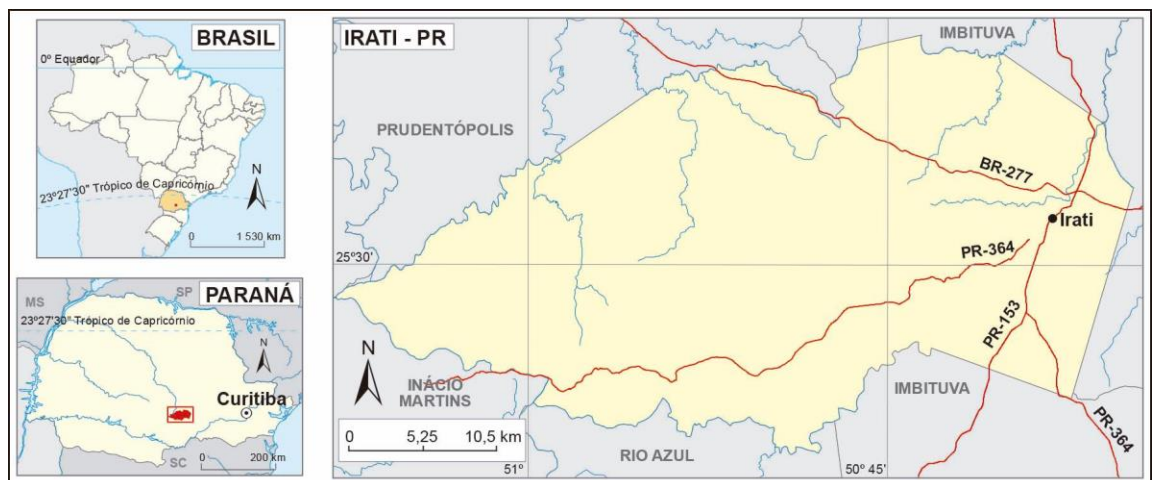 BRASIL
0º Equador
23º27'30" Trópico de Capricórnio
N
0 1 530 km
PARANÁ
MS
SP
23º27'30" Trópico de Capricórnio
N
Curitiba
SC
0 200 km
IRATI - PR
IMBITUVA
PRUDENTÓPOLIS
BR-277
Irati
PR-364
25º30'
PR-153
N
INÁCIO
MARTINS
IMBITUVA
0 5,25 10,5 km
RIO AZUL
PR-364
51º
50º 45'